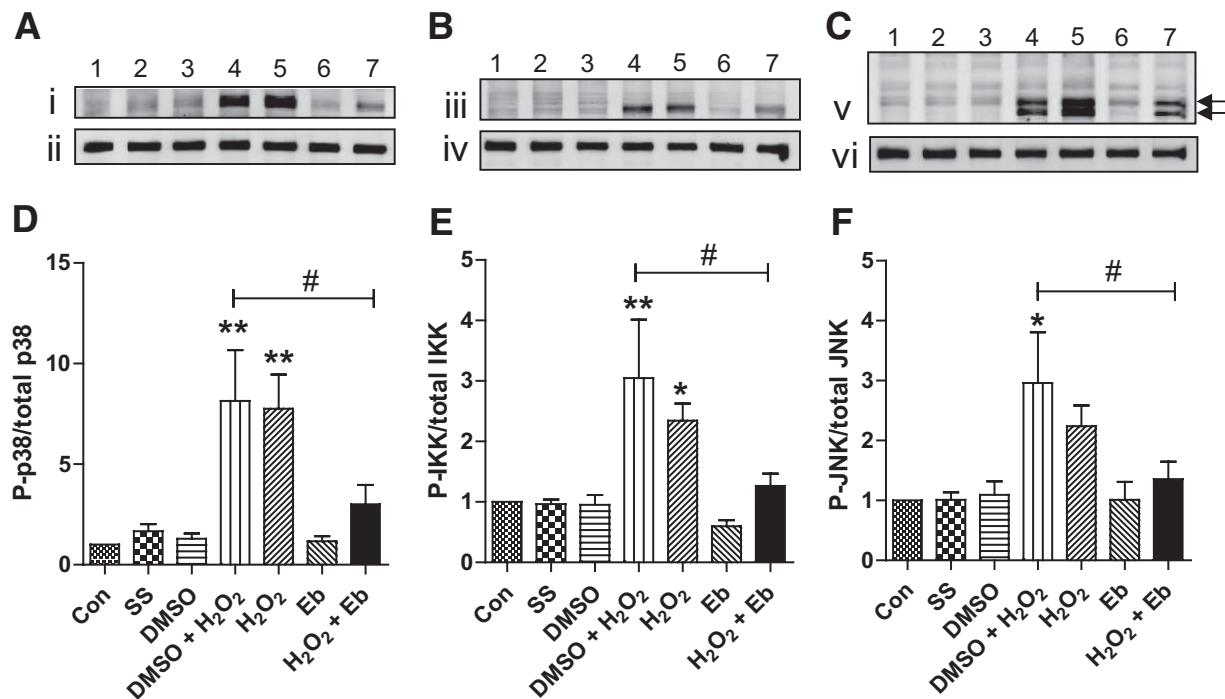 A
1 2 3 4 5 6 7
i
ii
B
1 2 3 4 5 6 7
iii
iv
C
1 2 3 4 5 6 7
v
vi
D
P-p38/total p38
15
10
5
0
**
**
#
Con
SS
DMSO
DMSO + H₂O₂
H₂O₂
Eb
H₂O₂ + Eb
E
P-IKK/total IKK
5
4
3
2
1
0
**
*
#
Con
SS
DMSO
DMSO + H₂O₂
H₂O₂
Eb
H₂O₂ + Eb
F
P-JNK/total JNK
5
4
3
2
1
0
*
#
Con
SS
DMSO
DMSO + H₂O₂
H₂O₂
Eb
H₂O₂ + Eb